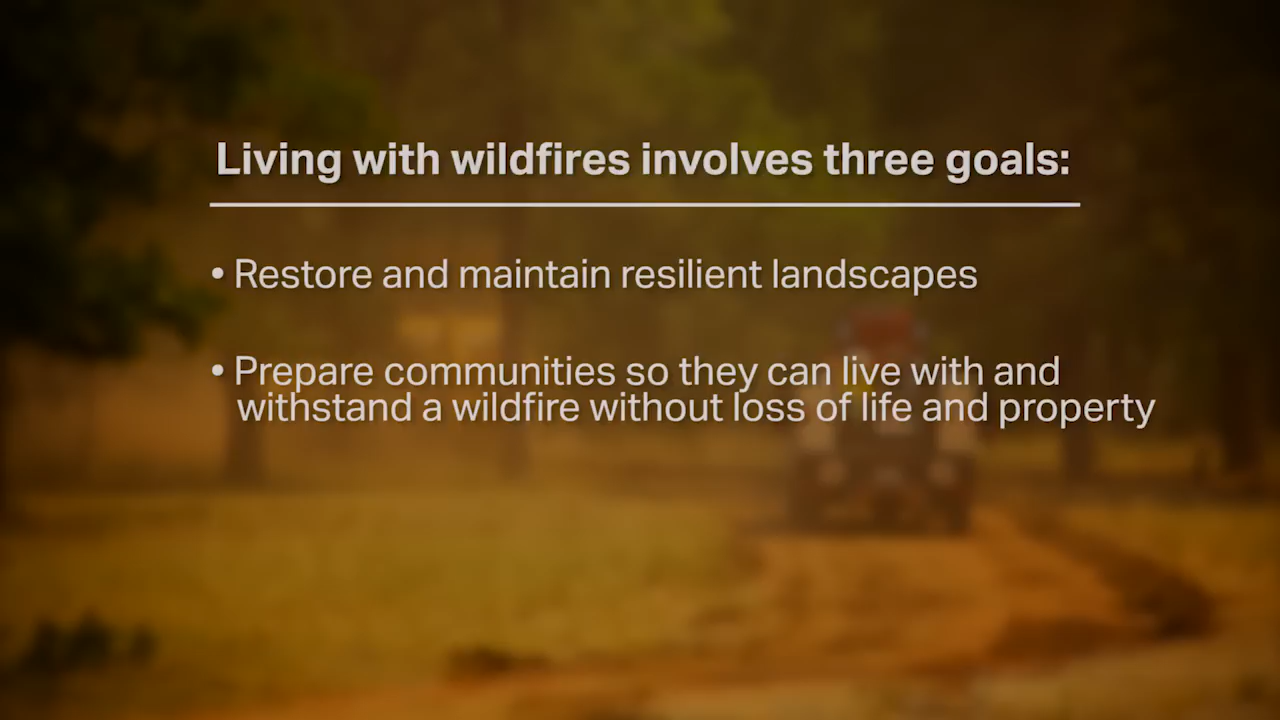 Living with wildfires involves three goals:
• Restore and maintain resilient landscapes
• Prepare communities so they can live with and
withstand a wildfire without loss of life and property